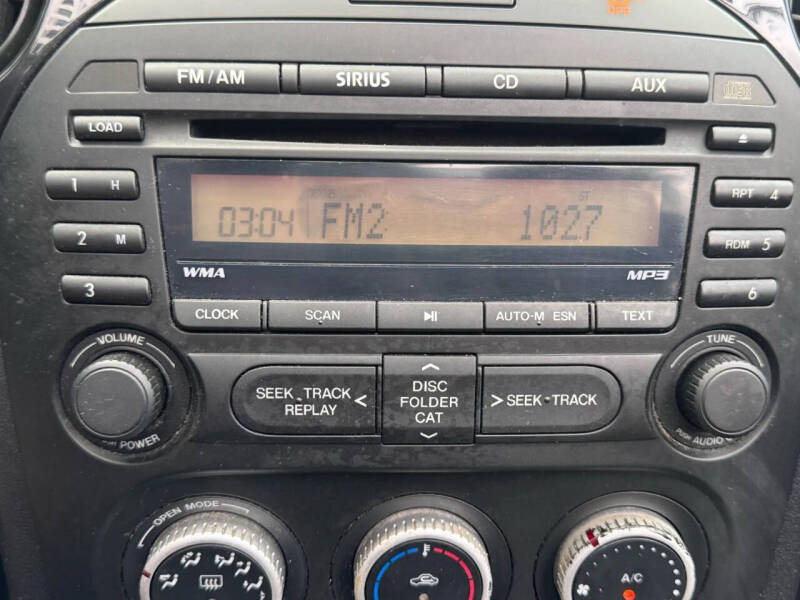 FM/AM SIRIUS CD AUX
LOAD
1 H RPT 4
03:04 FM2 ST 102.7
2 M RDM 5
WMA MP3
3 6
CLOCK SCAN AUTO-M ESN TEXT
VOLUME TUNE
SEEK TRACK DISC SEEK TRACK
REPLAY FOLDER
CAT
PUSH POWER PUSH AUDIO
OPEN MODE
A/C